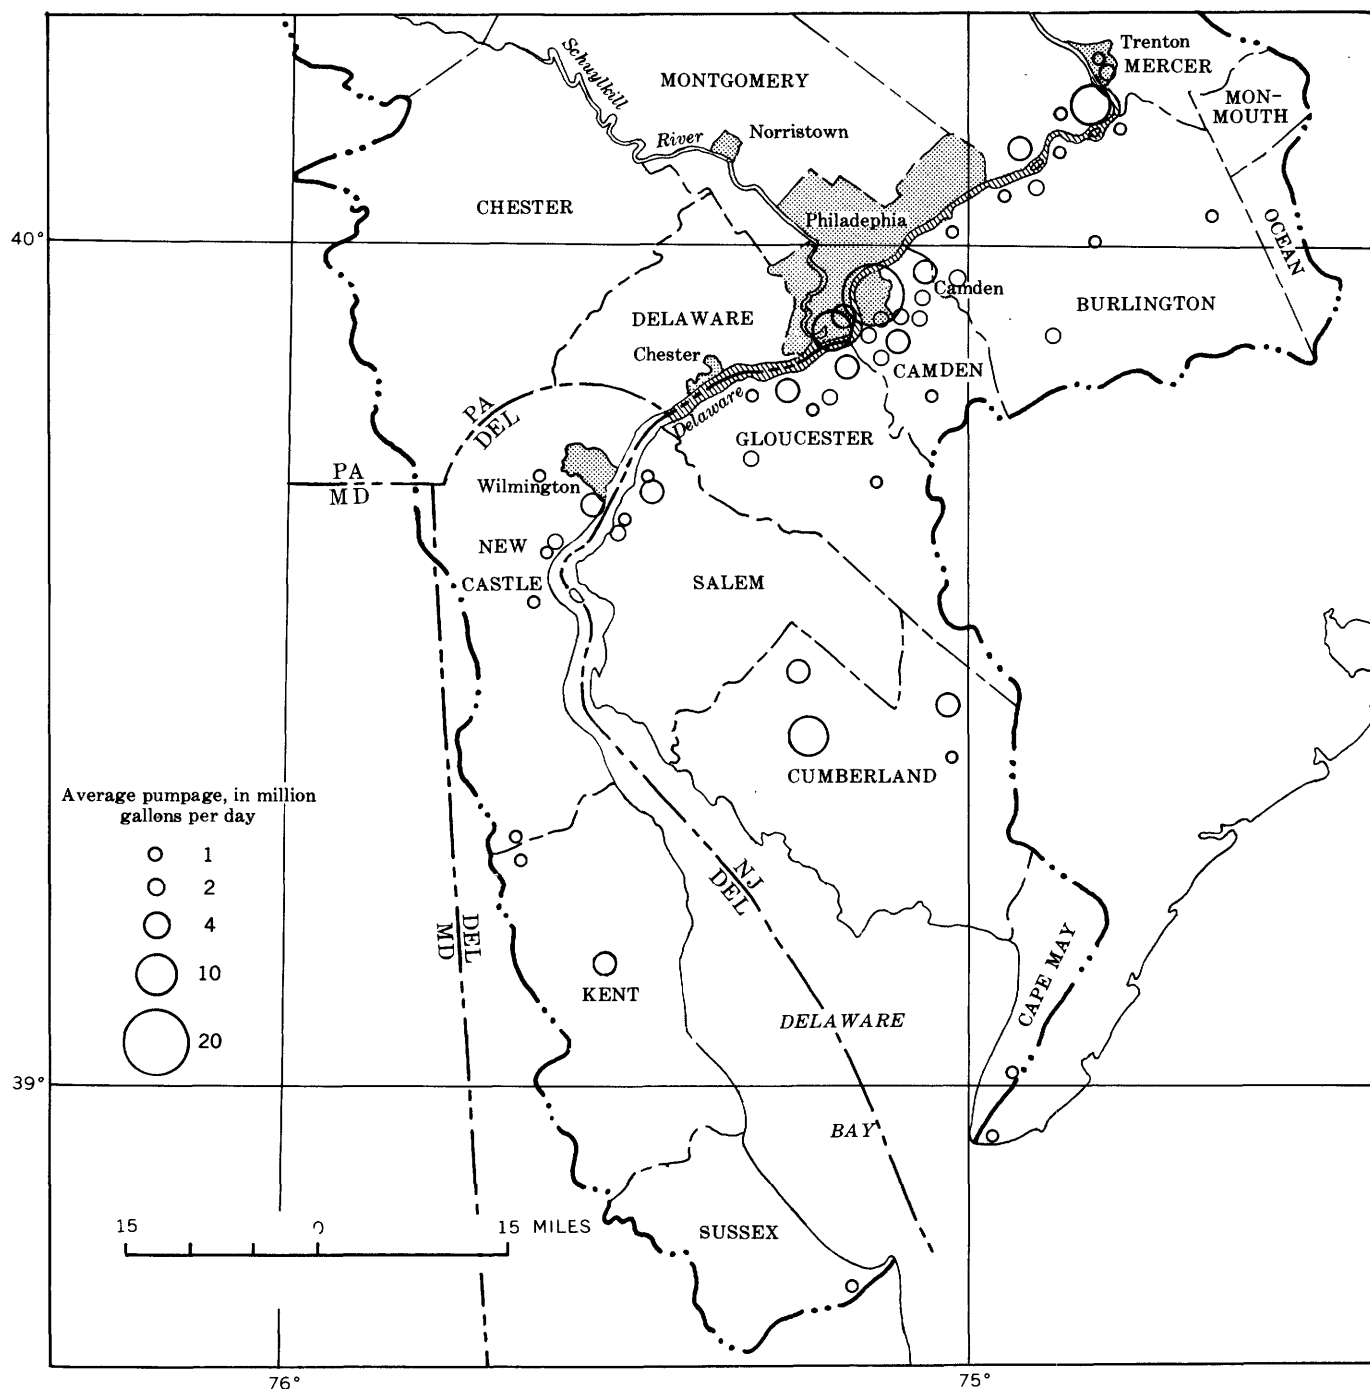 Trenton
MERCER
Schuylkill
MONTGOMERY
MON-
MOUTH
River
Norristown
CHESTER
Philadephia
40°
OCEAN
Camden
DELAWARE
BURLINGTON
Chester
CAMDEN
Delaware
PA
DEL
GLOUCESTER
PA
MD
Wilmington
NEW
CASTLE
SALEM
CUMBERLAND
Average pumpage, in million
gallons per day
1
2
4
10
20
NJ
DEL
DEL
MD
CAPE MAY
KENT
DELAWARE
39°
BAY
15 0 15 MILES
SUSSEX
76° 75°